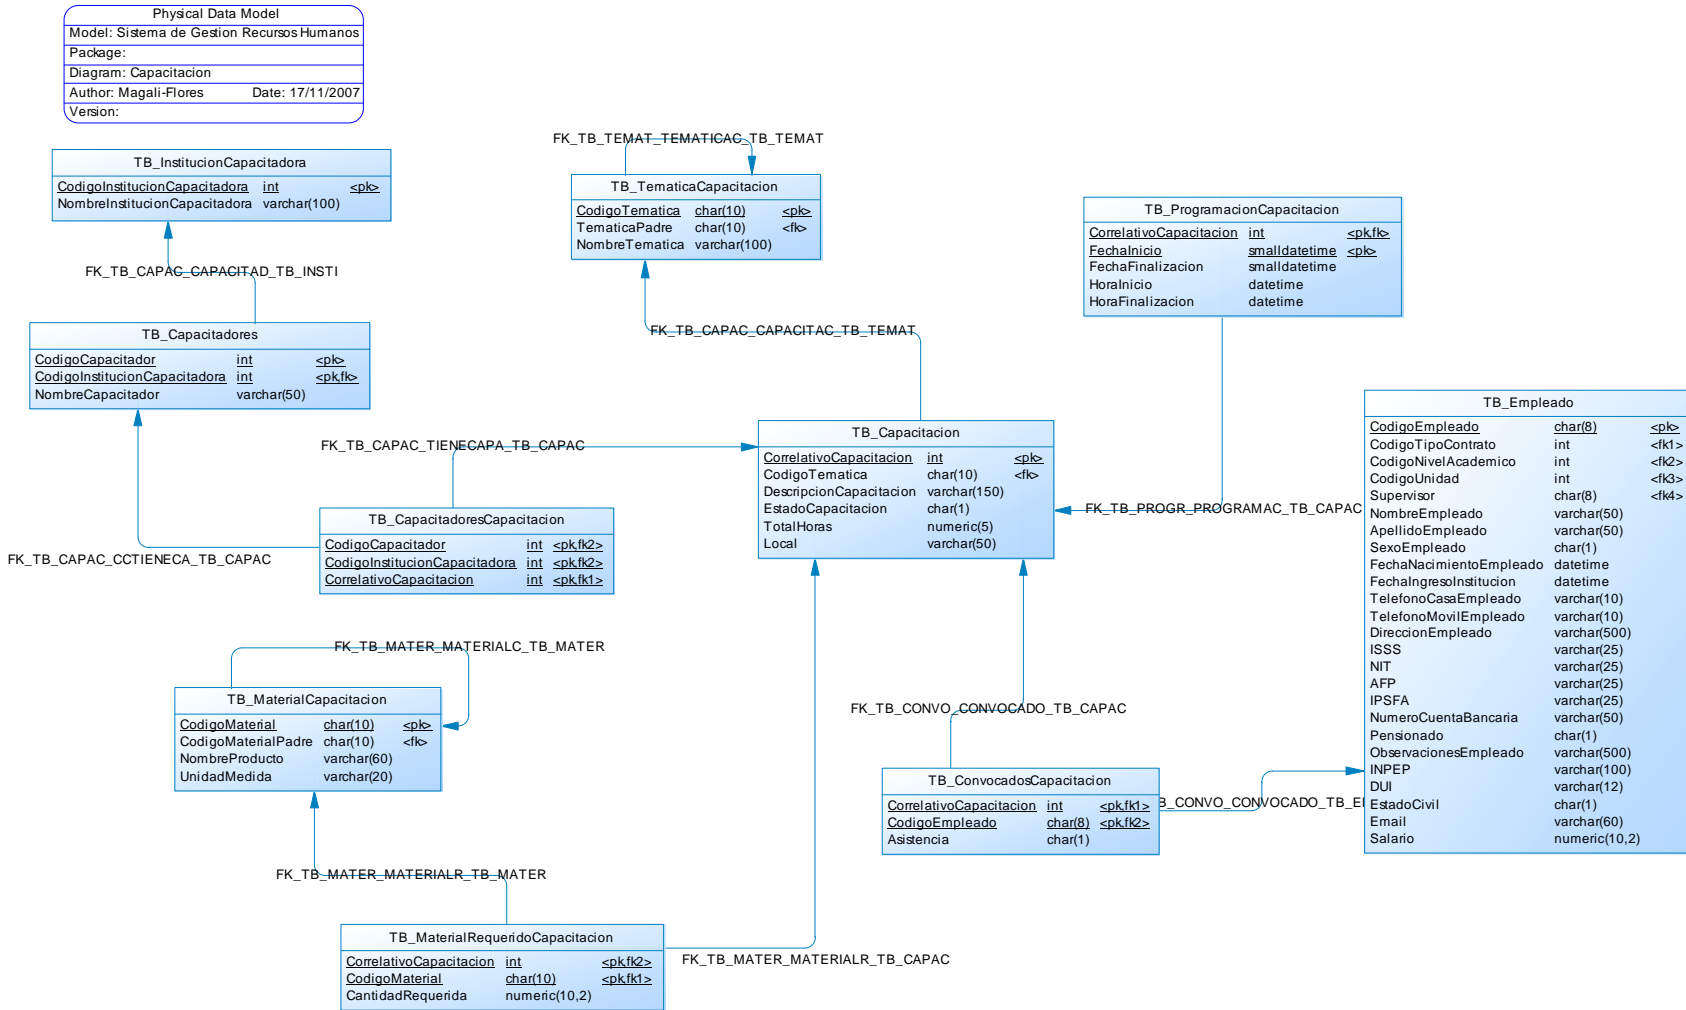 Physical Data Model
Model: Sistema de Gestion Recursos Humanos
Package:
Diagram: Capacitacion
Author: Magali-Flores Date: 17/11/2007
Version:
FK_TB_TEMAT_TEMATICAC_TB_TEMAT
TB_InstitucionCapacitadora
CodigoInstitucionCapacitadora int <pk>
NombreInstitucionCapacitadora varchar(100)
TB_TematicaCapacitacion
CodigoTematica char(10) <pk>
TematicaPadre char(10) <fk>
NombreTematica varchar(100)
TB_ProgramacionCapacitacion
CorrelativoCapacitacion int <pk,fk>
FechaInicio smalldatetime <pk>
FechaFinalizacion smalldatetime
HoraInicio datetime
HoraFinalizacion datetime
FK_TB_CAPAC_CAPACITAD_TB_INSTI
TB_Capacitadores
CodigoCapacitador int <pk>
CodigoInstitucionCapacitadora int <pk,fk>
NombreCapacitador varchar(50)
FK_TB_CAPAC_CAPACITAC_TB_TEMAT
TB_Capacitacion
CorrelativoCapacitacion int <pk>
CodigoTematica char(10) <fk>
DescripcionCapacitacion varchar(150)
EstadoCapacitacion char(1)
TotalHoras numeric(5)
Local varchar(50)
FK_TB_CAPAC_TIENECAPA_TB_CAPAC
FK_TB_PROGR_PROGRAMAC_TB_CAPAC
TB_Empleado
CodigoEmpleado char(8) <pk>
CodigoTipoContrato int <fk1>
CodigoNivelAcademico int <fk2>
CodigoUnidad int <fk3>
Supervisor char(8) <fk4>
NombreEmpleado varchar(50)
ApellidoEmpleado varchar(50)
SexoEmpleado char(1)
FechaNacimientoEmpleado datetime
FechaIngresoInstitucion datetime
TelefonoCasaEmpleado varchar(10)
TelefonoMovilEmpleado varchar(10)
DireccionEmpleado varchar(500)
ISSS varchar(25)
NIT varchar(25)
AFP varchar(25)
IPSFA varchar(25)
NumeroCuentaBancaria varchar(50)
Pensionado char(1)
ObservacionesEmpleado varchar(500)
INPEP varchar(100)
DUI varchar(12)
EstadoCivil char(1)
Email varchar(60)
Salario numeric(10,2)
TB_CapacitadoresCapacitacion
CodigoCapacitador int <pk,fk2>
CodigoInstitucionCapacitadora int <pk,fk2>
CorrelativoCapacitacion int <pk,fk1>
FK_TB_CAPAC_CCTIENECA_TB_CAPAC
FK_TB_MATER_MATERIALC_TB_MATER
TB_MaterialCapacitacion
CodigoMaterial char(10) <pk>
CodigoMaterialPadre char(10) <fk>
NombreProducto varchar(60)
UnidadMedida varchar(20)
FK_TB_CONVO_CONVOCADO_TB_CAPAC
TB_ConvocadosCapacitacion
CorrelativoCapacitacion int <pk,fk1>
CodigoEmpleado char(8) <pk,fk2>
Asistencia char(1)
B_CONVO_CONVOCADO_TB_E
FK_TB_MATER_MATERIALR_TB_MATER
TB_MaterialRequeridoCapacitacion
CorrelativoCapacitacion int <pk,fk2>
CodigoMaterial char(10) <pk,fk1>
CantidadRequerida numeric(10,2)
FK_TB_MATER_MATERIALR_TB_CAPAC